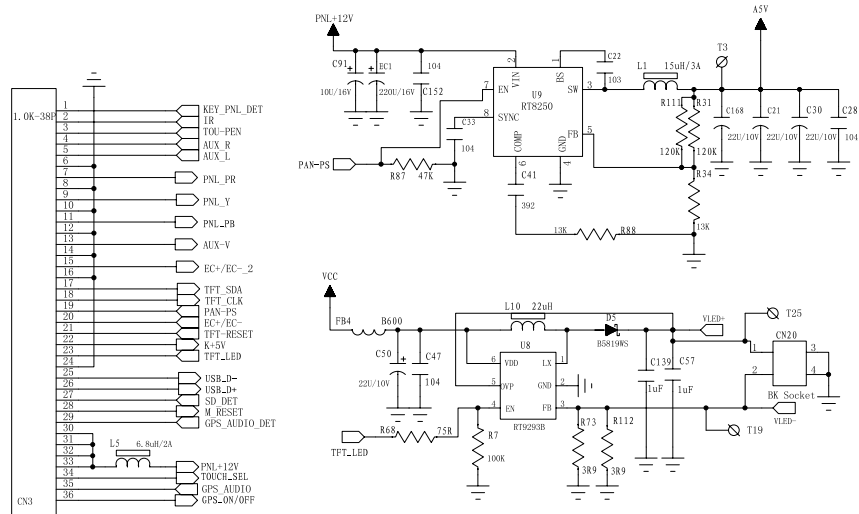 PNL+12V
A5V
C91
10U/16V
EC1
220U/16V
104
C152
C22
103
L1 15uH/3A
T3
2
VIN
1
BS
U9
RT8250
7
EN
8
SYNC
SW
3
FB
5
COMP
6
GND
4
C33
104
PAN-PS
R87 47K
C41
392
13K R88
R111
R31
120K
120K
R34
13K
C168
22U/10V
C21
22U/10V
C30
22U/10V
C28
104
1.0K-38P
1 KEY_PNL_DET
2 IR
3 TOU-PEN
4 AUX_R
5 AUX_L
6
7 PNL_PR
8
9 PNL_Y
10
11 PNL_PB
12
13 AUX-V
14
15 EC+/EC-_2
16
17 TFT_SDA
18 TFT_CLK
19 PAN-PS
20 EC+/EC-
21 TFT-RESET
22 K+5V
23 TFT_LED
24
25 USB_D-
26 USB_D+
27 SD_DET
28 M_RESET
29 GPS_AUDIO_DET
30
31
32
33 PNL+12V
L5 6.8uH/2A
34 TOUCH_SEL
35 GPS_AUDIO
36 GPS_ON/OFF
CN3
VCC
FB4 B600
C50
22U/10V
C47
104
L10 22uH
D5
B5819WS
VLED+
T25
U8
6 VDD LX 1
5 OVP GND 2
4 EN FB 3
RT9293B
C139
1uF
C57
1uF
CN20
1 3
2 4
BK Socket
VLED-
T19
TFT_LED
R68 75R
R7
100K
R73
3R9
R112
3R9